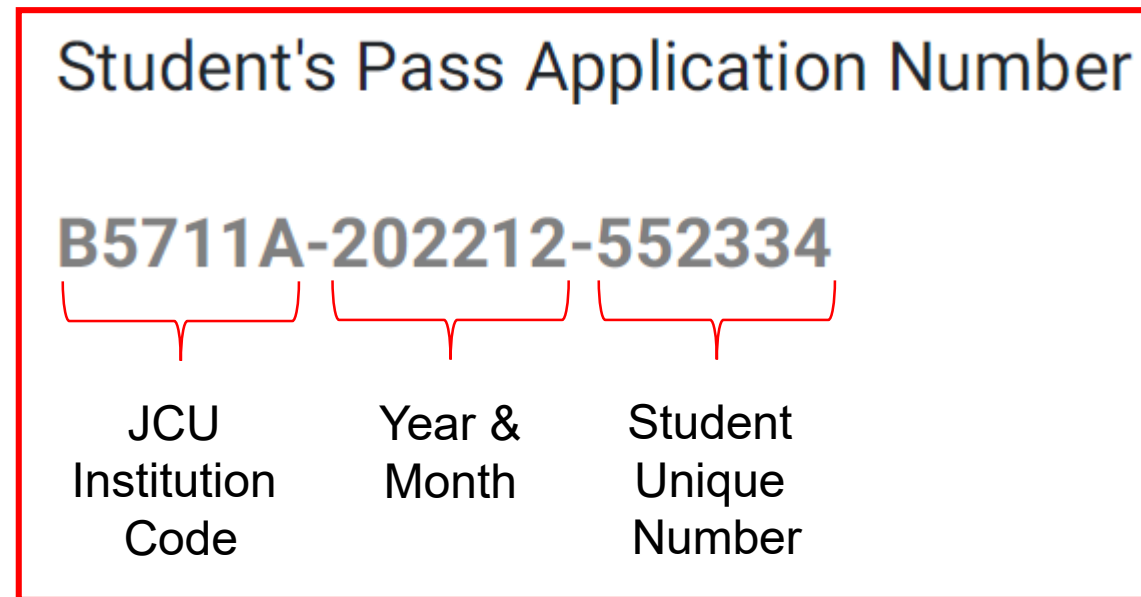 Student's Pass Application Number
B5711A-202212-552334
JCU
Institution
Code
Year &
Month
Student
Unique
Number